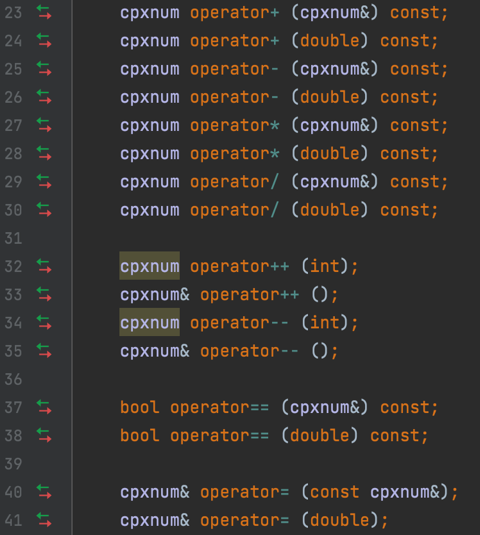 23 cpxnum operator+ (cpxnum&) const;
24 cpxnum operator+ (double) const;
25 cpxnum operator- (cpxnum&) const;
26 cpxnum operator- (double) const;
27 cpxnum operator* (cpxnum&) const;
28 cpxnum operator* (double) const;
29 cpxnum operator/ (cpxnum&) const;
30 cpxnum operator/ (double) const;
31
32 cpxnum operator++ (int);
33 cpxnum& operator++ ();
34 cpxnum operator-- (int);
35 cpxnum& operator-- ();
36
37 bool operator== (cpxnum&) const;
38 bool operator== (double) const;
39
40 cpxnum& operator= (const cpxnum&);
41 cpxnum& operator= (double);